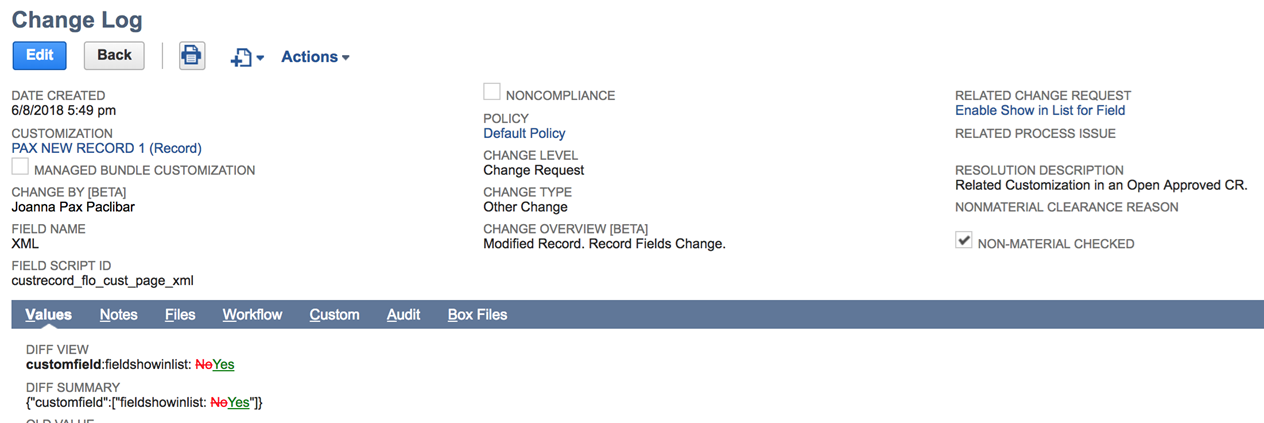 Change Log
Edit
Back
Actions
DATE CREATED
6/8/2018 5:49 pm
CUSTOMIZATION
PAX NEW RECORD 1 (Record)
MANAGED BUNDLE CUSTOMIZATION
CHANGE BY [BETA]
Joanna Pax Paclibar
FIELD NAME
XML
FIELD SCRIPT ID
custrecord_flo_cust_page_xml
NONCOMPLIANCE
POLICY
Default Policy
CHANGE LEVEL
Change Request
CHANGE TYPE
Other Change
CHANGE OVERVIEW [BETA]
Modified Record. Record Fields Change.
RELATED CHANGE REQUEST
Enable Show in List for Field
RELATED PROCESS ISSUE
RESOLUTION DESCRIPTION
Related Customization in an Open Approved CR.
NONMATERIAL CLEARANCE REASON
NON-MATERIAL CHECKED
Values Notes Files Workflow Custom Audit Box Files
DIFF VIEW
customfield:fieldshowinlist: NoYes
DIFF SUMMARY
{"customfield":["fieldshowinlist: NoYes"]}
OLD VALUE